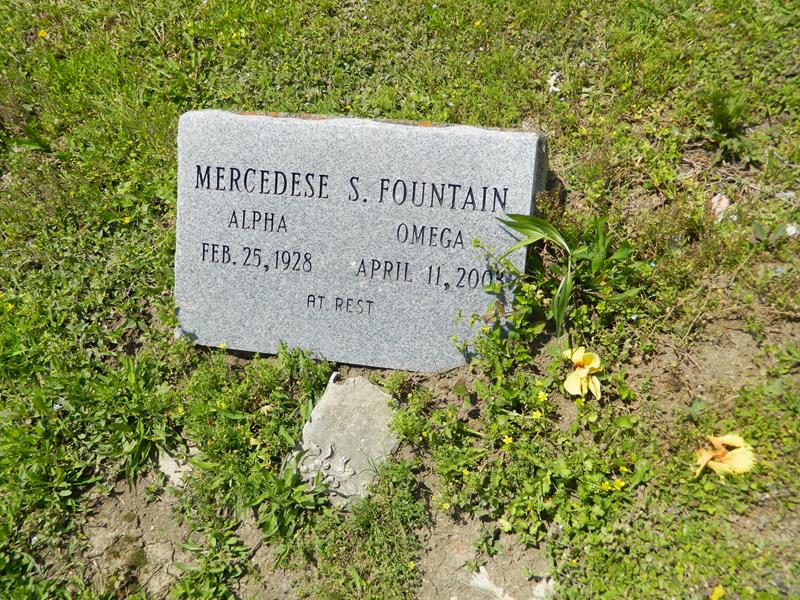 MERCEDESE S. FOUNTAIN
ALPHA OMEGA
FEB. 25, 1928 APRIL 11,
AT REST